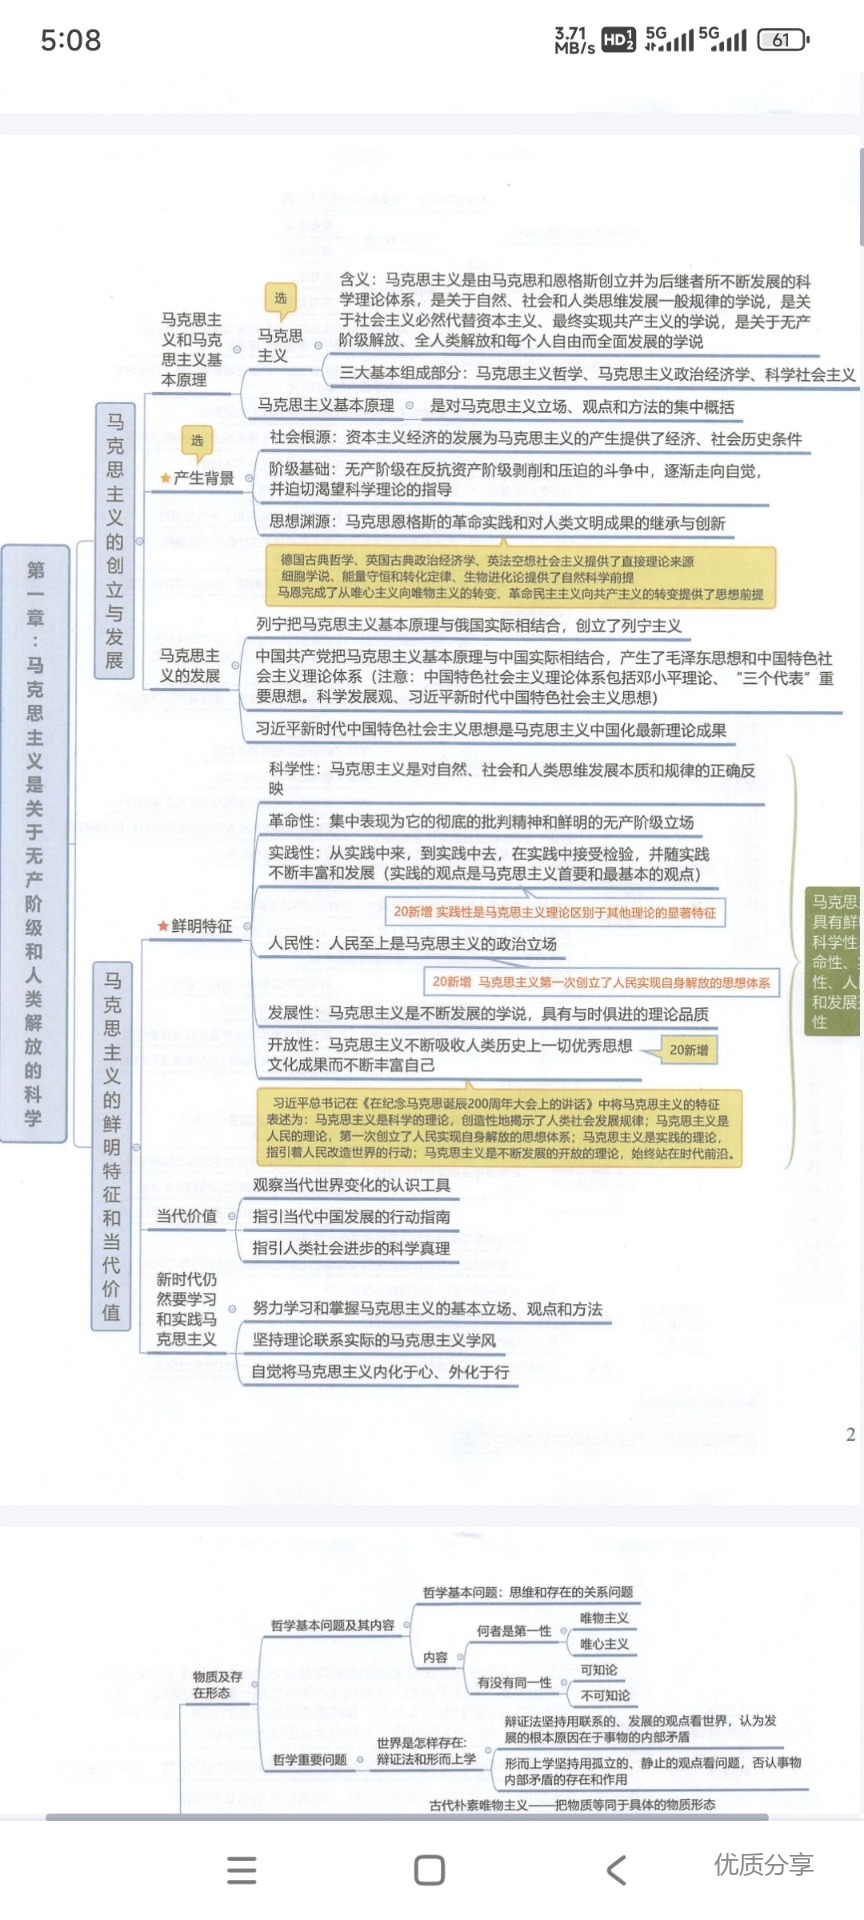 5:08
3.71 MB/s HD 1 2 5G 5G 61
第一章：马克思主义是关于无产阶级和人类解放的科学
马克思主义的创立与发展
马克思主
义和马克
思主义基
本原理
选
马克思
主义
含义：马克思主义是由马克思和恩格斯创立并为后继者所不断发展的科
学理论体系，是关于自然、社会和人类思维发展一般规律的学说，是关
于社会主义必然代替资本主义、最终实现共产主义的学说，是关于无产
阶级解放、全人类解放和每个人自由而全面发展的学说
三大基本组成部分：马克思主义哲学、马克思主义政治经济学、科学社会主义
马克思主义基本原理
是对马克思主义立场、观点和方法的集中概括
选
★产生背景
社会根源：资本主义经济的发展为马克思主义的产生提供了经济、社会历史条件
阶级基础：无产阶级在反抗资产阶级剥削和压迫的斗争中，逐渐走向自觉，
并迫切渴望科学理论的指导
思想渊源：马克思恩格斯的革命实践和对人类文明成果的继承与创新
德国古典哲学、英国古典政治经济学、英法空想社会主义提供了直接理论来源
细胞学说、能量守恒和转化定律、生物进化论提供了自然科学前提
马恩完成了从唯心主义向唯物主义的转变、革命民主主义向共产主义的转变提供了思想前提
马克思主
义的发展
列宁把马克思主义基本原理与俄国实际相结合，创立了列宁主义
中国共产党把马克思主义基本原理与中国实际相结合，产生了毛泽东思想和中国特色社
会主义理论体系（注意：中国特色社会主义理论体系包括邓小平理论、“三个代表”重
要思想。科学发展观、习近平新时代中国特色社会主义思想）
习近平新时代中国特色社会主义思想是马克思主义中国化最新理论成果
马克思主义的鲜明特征和当代价值
★鲜明特征
科学性：马克思主义是对自然、社会和人类思维发展本质和规律的正确反
映
革命性：集中表现为它的彻底的批判精神和鲜明的无产阶级立场
实践性：从实践中来，到实践中去，在实践中接受检验，并随实践
不断丰富和发展（实践的观点是马克思主义首要和最基本的观点）
20新增 实践性是马克思主义理论区别于其他理论的显著特征
人民性：人民至上是马克思主义的政治立场
20新增 马克思主义第一次创立了人民实现自身解放的思想体系
发展性：马克思主义是不断发展的学说，具有与时俱进的理论品质
开放性：马克思主义不断吸收人类历史上一切优秀思想
文化成果而不断丰富自己
20新增
习近平总书记在《在纪念马克思诞辰200周年大会上的讲话》中将马克思主义的特征
表述为：马克思主义是科学的理论，创造性地揭示了人类社会发展规律；马克思主义是
人民的理论，第一次创立了人民实现自身解放的思想体系；马克思主义是实践的理论，
指引着人民改造世界的行动；马克思主义是不断发展的开放的理论，始终站在时代前沿。
马克思
具有鲜
科学性
命性、
性、人
和发展
性
当代价值
观察当代世界变化的认识工具
指引当代中国发展的行动指南
指引人类社会进步的科学真理
新时代仍
然要学习
和实践马
克思主义
努力学习和掌握马克思主义的基本立场、观点和方法
坚持理论联系实际的马克思主义学风
自觉将马克思主义内化于心、外化于行
2
物质及存
在形态
哲学基本问题及其内容
哲学基本问题：思维和存在的关系问题
内容
何者是第一性
唯物主义
唯心主义
有没有同一性
可知论
不可知论
哲学重要问题
世界是怎样存在:
辩证法和形而上学
辩证法坚持用联系的、发展的观点看世界，认为发
展的根本原因在于事物的内部矛盾
形而上学坚持用孤立的、静止的观点看问题，否认事物
内部矛盾的存在和作用
古代朴素唯物主义——把物质等同于具体的物质形态
优质分享